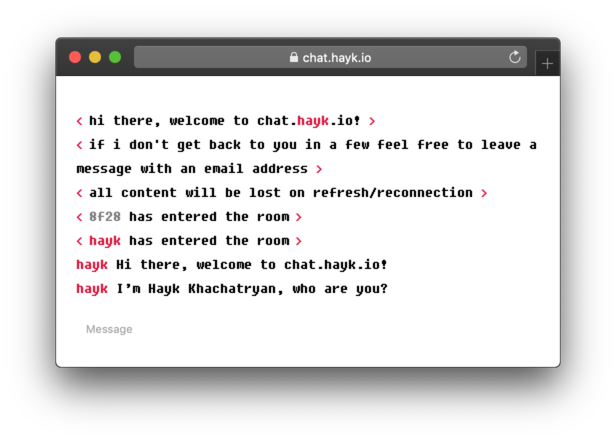 chat.hayk.io
< hi there, welcome to chat.hayk.io! >
< if i don't get back to you in a few feel free to leave a
message with an email address >
< all content will be lost on refresh/reconnection >
< 8f28 has entered the room >
< hayk has entered the room >
hayk Hi there, welcome to chat.hayk.io!
hayk I'm Hayk Khachatryan, who are you?
Message